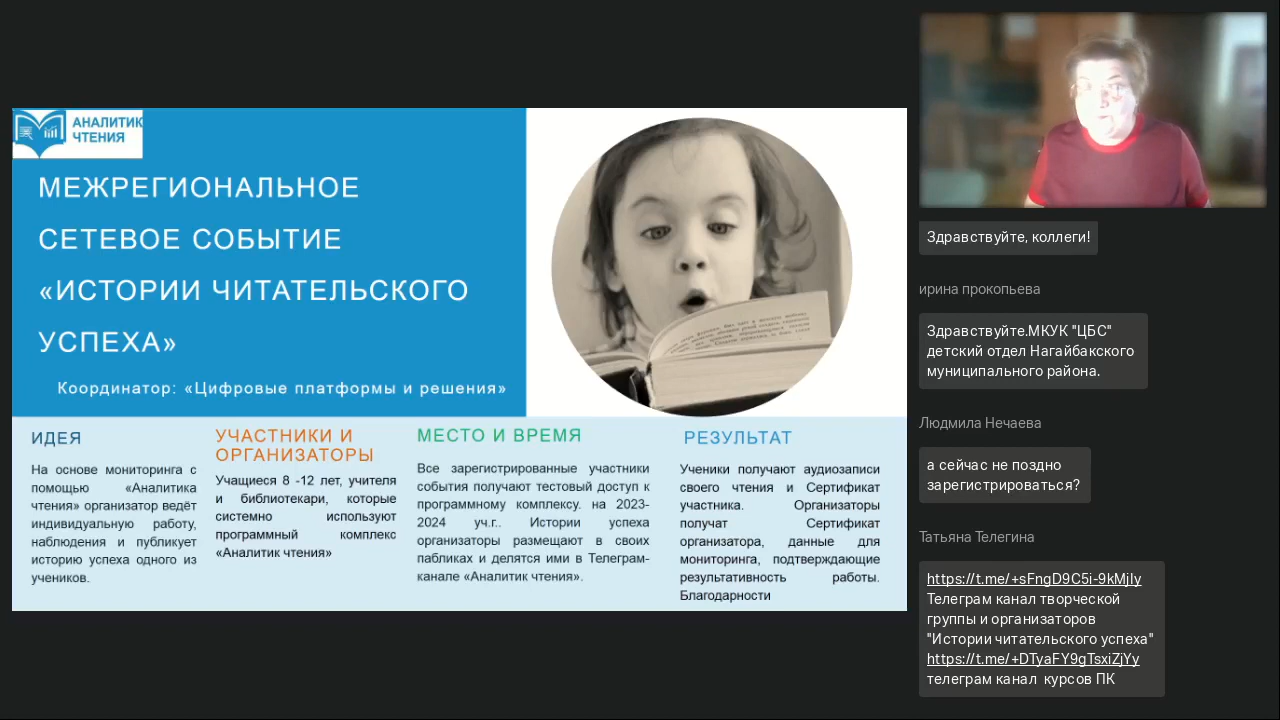 АНАЛИТИК
ЧТЕНИЯ
МЕЖРЕГИОНАЛЬНОЕ
СЕТЕВОЕ СОБЫТИЕ
«ИСТОРИИ ЧИТАТЕЛЬСКОГО
УСПЕХА»
Координатор: «Цифровые платформы и решения»
ИДЕЯ
На основе мониторинга с
помощью «Аналитика
чтения» организатор ведёт
индивидуальную работу,
наблюдения и публикует
историю успеха одного из
учеников.
УЧАСТНИКИ И
ОРГАНИЗАТОРЫ
Учащиеся 8 -12 лет, учителя
и библиотекари, которые
системно используют
программный комплекс
«Аналитик чтения»
МЕСТО И ВРЕМЯ
Все зарегистрированные участники
события получают тестовый доступ к
программному комплексу. на 2023-
2024 уч.г.. Истории успеха
организаторы размещают в своих
пабликах и делятся ими в Телеграм-
канале «Аналитик чтения».
РЕЗУЛЬТАТ
Ученики получают аудиозаписи
своего чтения и Сертификат
участника. Организаторы
получат Сертификат
организатора, данные для
мониторинга, подтверждающие
результативность работы.
Благодарности
Здравствуйте, коллеги!
ирина прокопьева
Здравствуйте.МКУК "ЦБС"
детский отдел Нагайбакского
муниципального района.
Людмила Нечаева
а сейчас не поздно
зарегистрироваться?
Татьяна Телегина
https://t.me/+sFngD9C5i-9kMjIy
Телеграм канал творческой
группы и организаторов
"Истории читательского успеха"
https://t.me/+DTyaFY9gTsxiZjYy
телеграм канал курсов ПК